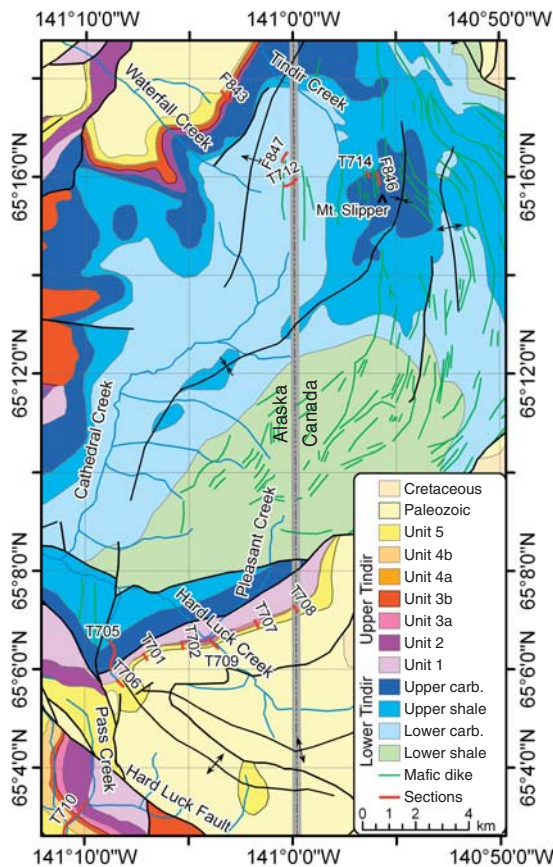 141°10'0"W 141°0'0"W 140°50'0"W
Waterfall Creek
F843
Tindir Creek
F847
T712
T714
F846
Mt. Slipper
65°16'0"N 65°16'0"N
65°12'0"N 65°12'0"N
Alaska
Canada
Cathedral Creek
Pleasant Creek
65°8'0"N 65°8'0"N
Hard Luck Creek
T708
T707
T705
T702
T701
T709
T706
65°6'0"N 65°6'0"N
Pass Creek
Hard Luck Fault
65°4'0"N 65°4'0"N
T710
Cretaceous
Paleozoic
Upper Tindir
Unit 5
Unit 4b
Unit 4a
Unit 3b
Unit 3a
Unit 2
Unit 1
Lower Tindir
Upper carb.
Upper shale
Lower carb.
Lower shale
Mafic dike
Sections
0 1 2 4
km
141°10'0"W 141°0'0"W 140°50'0"W